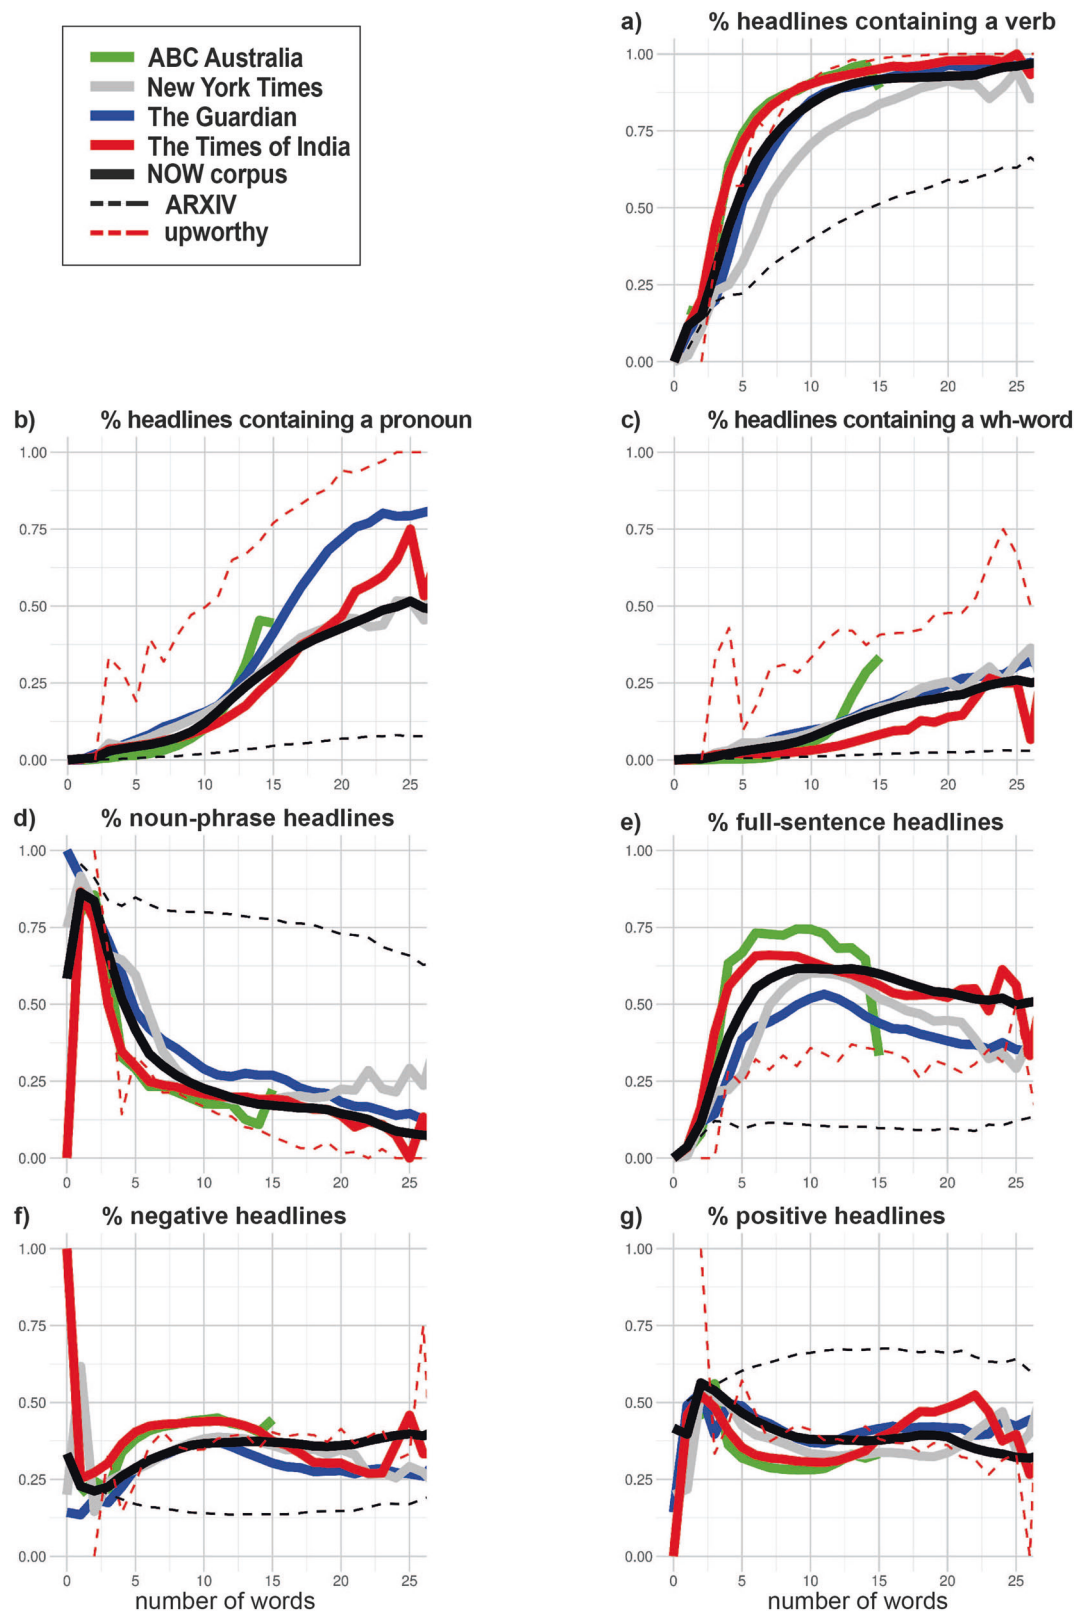 ABC Australia
New York Times
The Guardian
The Times of India
NOW corpus
ARXIV
upworthy
a) % headlines containing a verb
1.00
0.75
0.50
0.25
0.00
0 5 10 15 20 25
b) % headlines containing a pronoun
1.00
0.75
0.50
0.25
0.00
0 5 10 15 20 25
c) % headlines containing a wh-word
1.00
0.75
0.50
0.25
0.00
0 5 10 15 20 25
d) % noun-phrase headlines
1.00
0.75
0.50
0.25
0.00
0 5 10 15 20 25
e) % full-sentence headlines
1.00
0.75
0.50
0.25
0.00
0 5 10 15 20 25
f) % negative headlines
1.00
0.75
0.50
0.25
0.00
0 5 10 15 20 25
number of words
g) % positive headlines
1.00
0.75
0.50
0.25
0.00
0 5 10 15 20 25
number of words